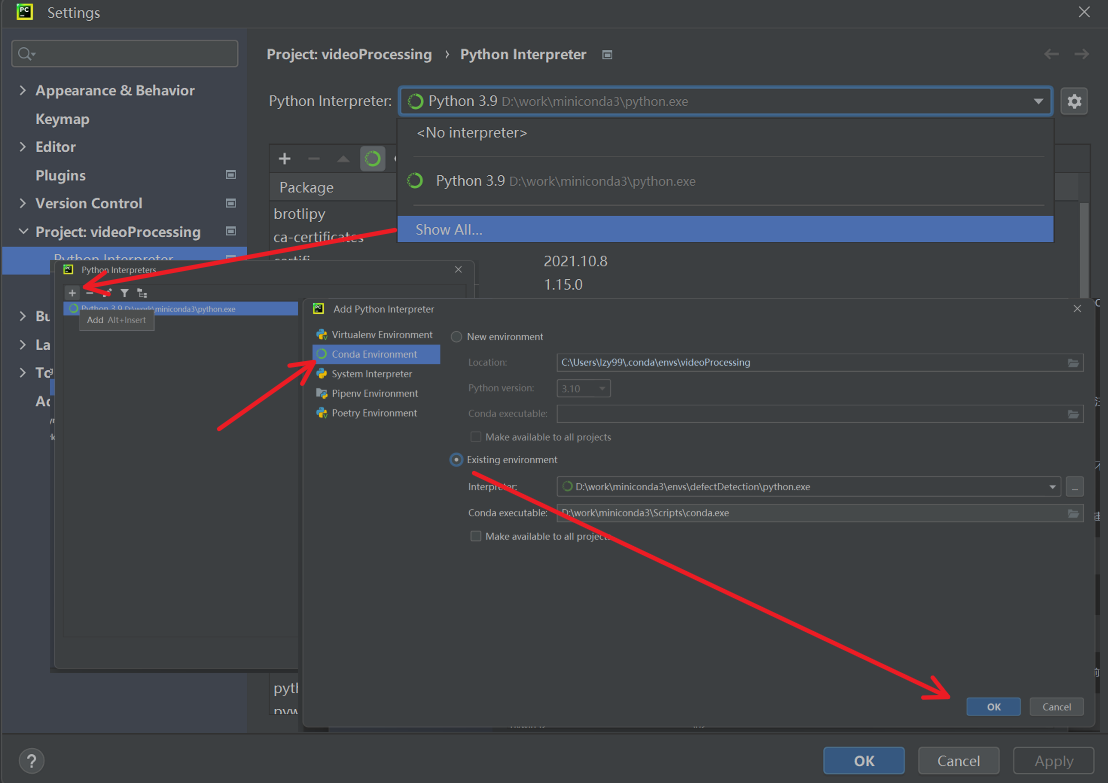 PC Settings
Project: videoProcessing › Python Interpreter
Appearance & Behavior
Keymap
Editor
Plugins
Version Control
Project: videoProcessing
Python Interpreter
Bu
La
To
Ad
Python Interpreter: Python 3.9 D:\work\miniconda3\python.exe
<No interpreter>
Python 3.9 D:\work\miniconda3\python.exe
Show All...
Package
brotlipy
ca-certificates
certifi 2021.10.8
1.15.0
pyth
pyw
PC Python Interpreters
Python 3.9 D:\work\miniconda3\python.exe
Add Alt+Insert
PC Add Python Interpreter
Virtualenv Environment
Conda Environment
System Interpreter
Pipenv Environment
Poetry Environment
New environment
Location: C:\Users\lzy99\.conda\envs\videoProcessing
Python version: 3.10
Conda executable:
Make available to all projects
Existing environment
Interpreter: D:\work\miniconda3\envs\defectDetection\python.exe
...
Conda executable: D:\work\miniconda3\Scripts\conda.exe
Make available to all projects
OK Cancel
? OK Cancel Apply